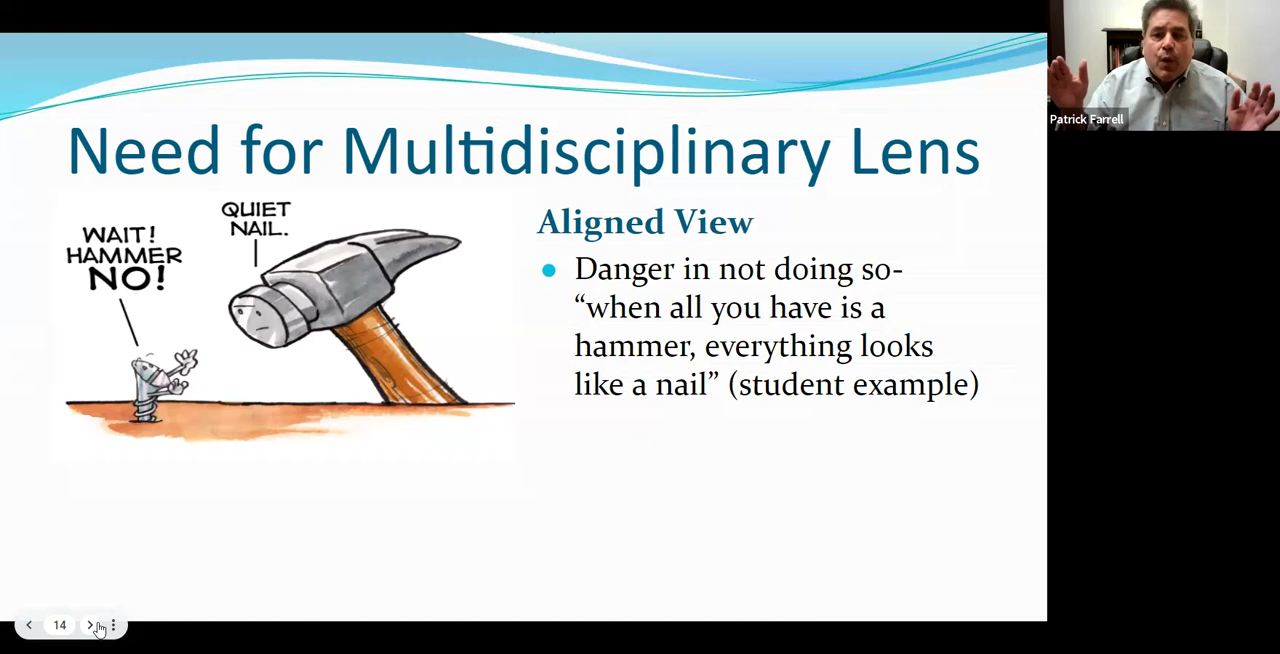 Need for Multidisciplinary Lens
WAIT!
HAMMER
NO!
QUIET
NAIL.
Aligned View
Danger in not doing so-
“when all you have is a
hammer, everything looks
like a nail” (student example)
Patrick Farrell
14